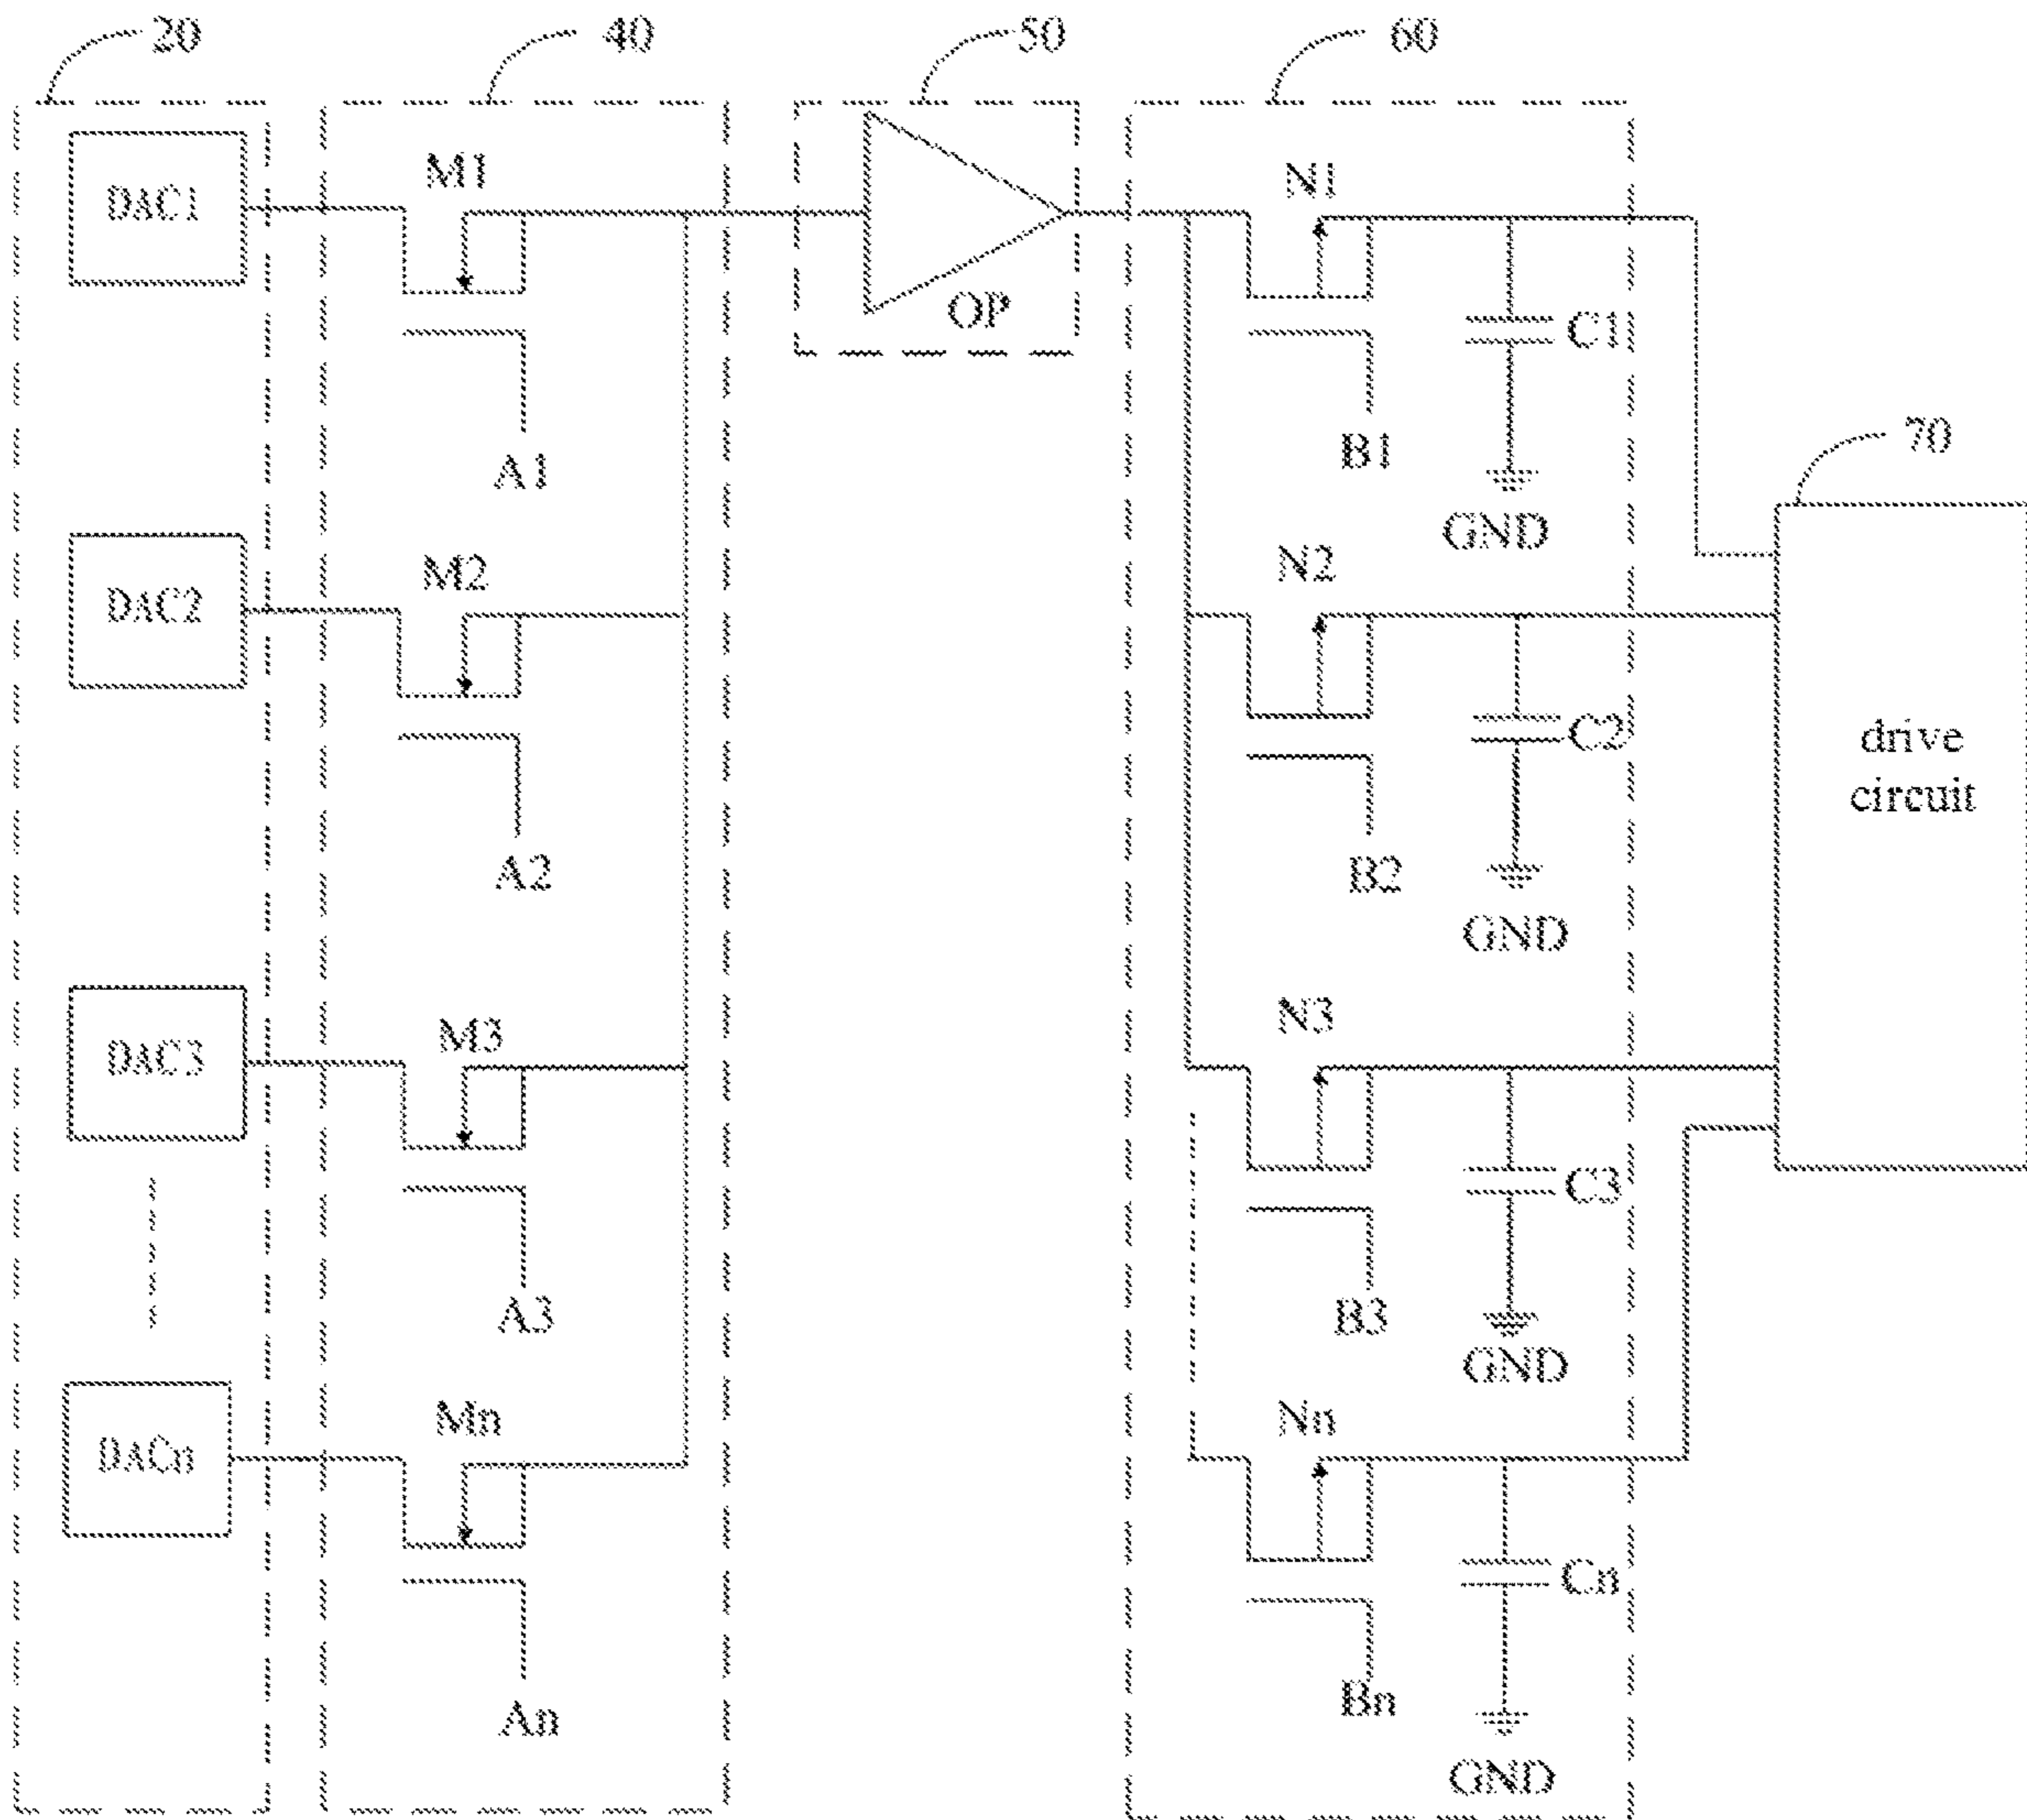 20
40
50
60
DAC1
M1
OP
N1
C1
A1
B1
GND
70
DAC2
M2
N2
C2
drive
circuit
A2
B2
GND
DAC3
M3
N3
C3
A3
B3
GND
DACn
Mn
Nn
Cn
An
Bn
GND